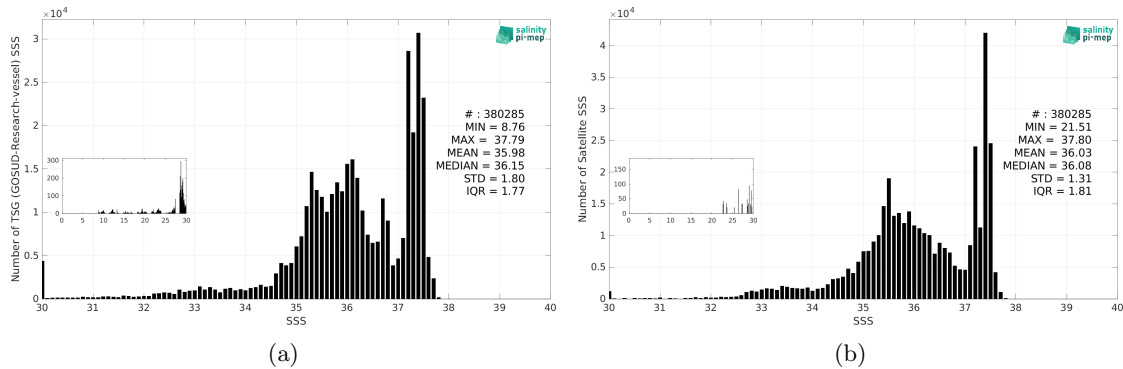 ×10^4
Number of TSG (GOSUD-Research-vessel) SSS
3
2.5
2
1.5
1
0.5
0
30 31 32 33 34 35 36 37 38 39 40
SSS
salinity
pi-mep
# : 380285
MIN = 8.76
MAX = 37.79
MEAN = 35.98
MEDIAN = 36.15
STD = 1.80
IQR = 1.77
300
200
100
0
0 5 10 15 20 25 30
(a)
×10^4
Number of Satellite SSS
4
3.5
3
2.5
2
1.5
1
0.5
0
30 31 32 33 34 35 36 37 38 39 40
SSS
salinity
pi-mep
# : 380285
MIN = 21.51
MAX = 37.80
MEAN = 36.03
MEDIAN = 36.08
STD = 1.31
IQR = 1.81
150
100
50
0
0 5 10 15 20 25 30
(b)